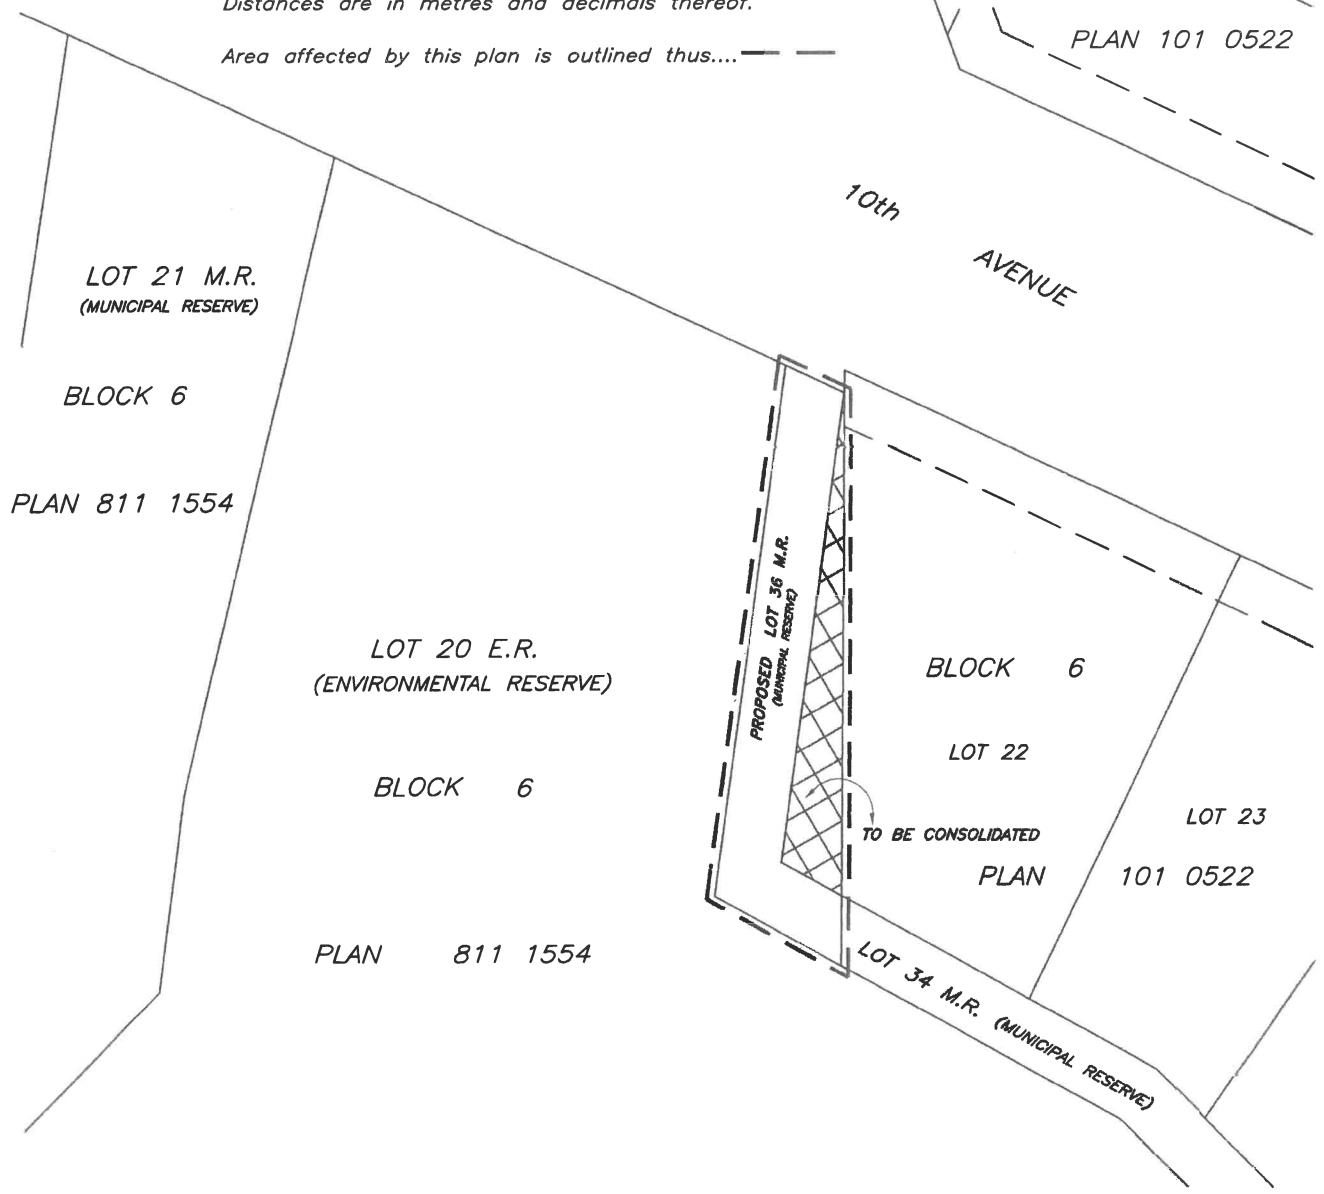 Distances are in metres and decimals thereof.
Area affected by this plan is outlined thus....
PLAN 101 0522
10th
AVENUE
LOT 21 M.R.
(MUNICIPAL RESERVE)
BLOCK 6
PLAN 811 1554
LOT 20 E.R.
(ENVIRONMENTAL RESERVE)
BLOCK 6
PLAN 811 1554
PROPOSED LOT 36 M.R.
(MUNICIPAL RESERVE)
BLOCK 6
LOT 22
LOT 23
TO BE CONSOLIDATED
PLAN 101 0522
LOT 34 M.R. (MUNICIPAL RESERVE)